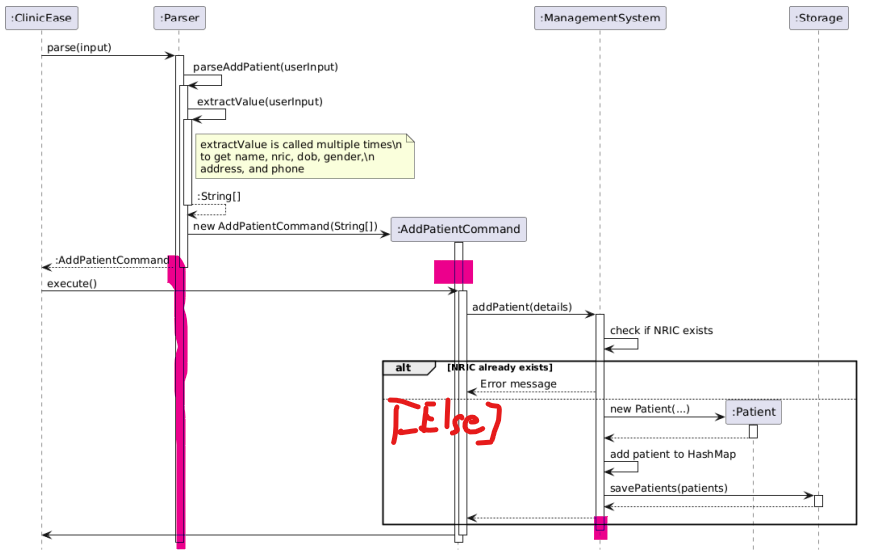 :ClinicEase
:Parser
:ManagementSystem
:Storage
parse(input)
parseAddPatient(userInput)
extractValue(userInput)
extractValue is called multiple times\n
to get name, nric, dob, gender,\n
address, and phone
:String[]
new AddPatientCommand(String[])
:AddPatientCommand
:AddPatientCommand
execute()
addPatient(details)
check if NRIC exists
alt
[NRIC already exists]
Error message
[Else]
new Patient(...)
:Patient
add patient to HashMap
savePatients(patients)